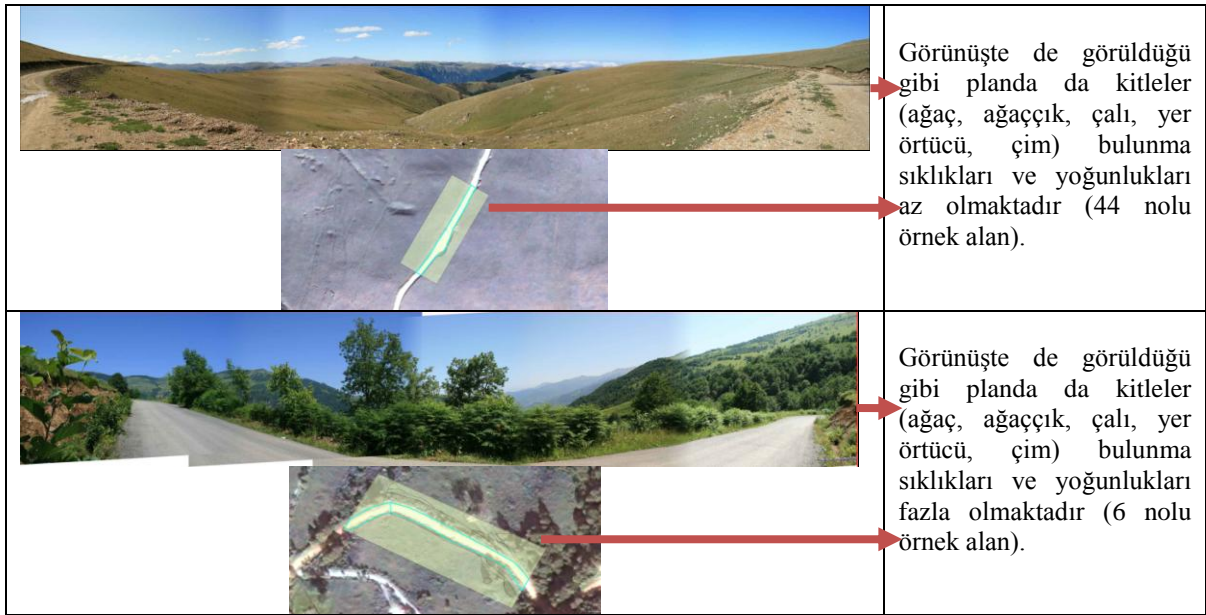 Görünüşte de görüldüğü
gibi planda da kitleler
(ağaç, ağaççık, çalı, yer
örtücü, çim) bulunma
sıklıkları ve yoğunlukları
az olmaktadır (44 nolu
örnek alan).
Görünüşte de görüldüğü
gibi planda da kitleler
(ağaç, ağaççık, çalı, yer
örtücü, çim) bulunma
sıklıkları ve yoğunlukları
fazla olmaktadır (6 nolu
örnek alan).